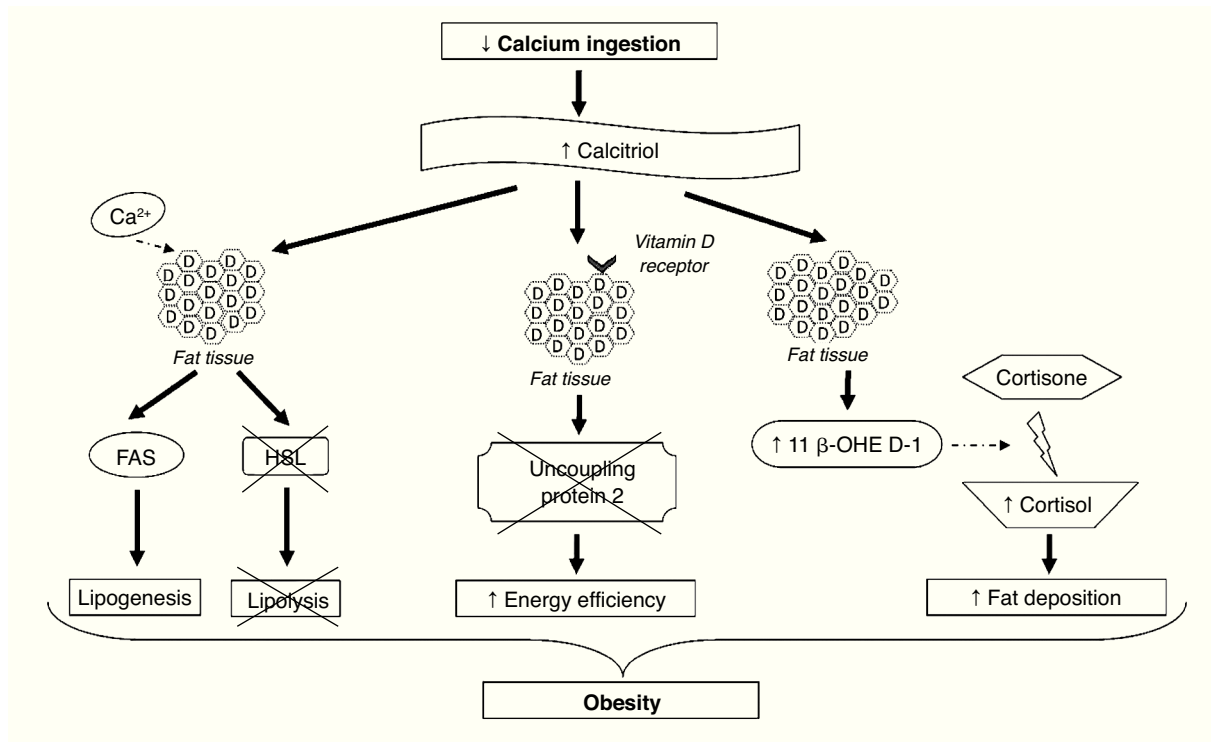 ↓ Calcium ingestion
↑ Calcitriol
Ca²⁺
Vitamin D
receptor
D D D D D D D D D D D D D D D D D D
Fat tissue
D D D D D D D D D D D D D D D D D D
Fat tissue
D D D D D D D D D D D D D D D D D D
Fat tissue
Cortisone
FAS
HSL
Uncoupling
protein 2
↑ 11 β-OHE D-1
↑ Cortisol
Lipogenesis
Lipolysis
↑ Energy efficiency
↑ Fat deposition
Obesity